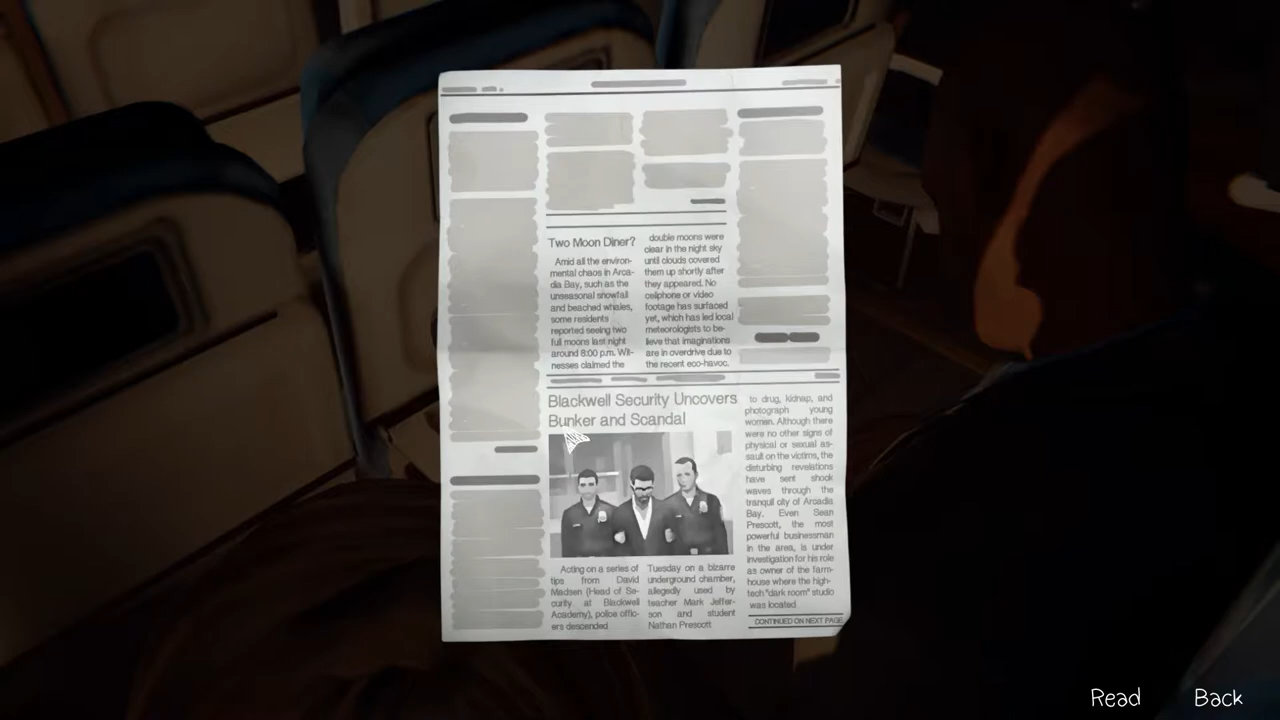 Two Moon Diner?
Amid all the environ-
mental chaos in Arca-
dia Bay, such as the
unseasonal snowfall
and beached whales,
some residents
reported seeing two
full moons last night
around 8:00 p.m. Wit-
nesses claimed the
double moons were
clear in the night sky
until clouds covered
them up shortly after
they appeared. No
cellphone or video
footage has surfaced
yet, which has led local
meteorologists to be-
lieve that imaginations
are in overdrive due to
the recent eco-havoc.
Blackwell Security Uncovers
Bunker and Scandal
Acting on a series of
tips from David
Madsen (Head of Se-
curity at Blackwell
Academy), police offic-
ers descended
Tuesday on a bizarre
underground chamber,
allegedly used by
teacher Mark Jeffer-
son and student
Nathan Prescott
to drug, kidnap, and
photograph young
women. Although there
were no other signs of
physical or sexual as-
sault on the victims, the
disturbing revelations
have sent shock
waves through the
tranquil city of Arcadia
Bay. Even Sean
Prescott, the most
powerful businessman
in the area, is under
investigation for his role
as owner of the farm-
house where the high-
tech "dark room" studio
was located
CONTINUED ON NEXT PAGE
Read
Back